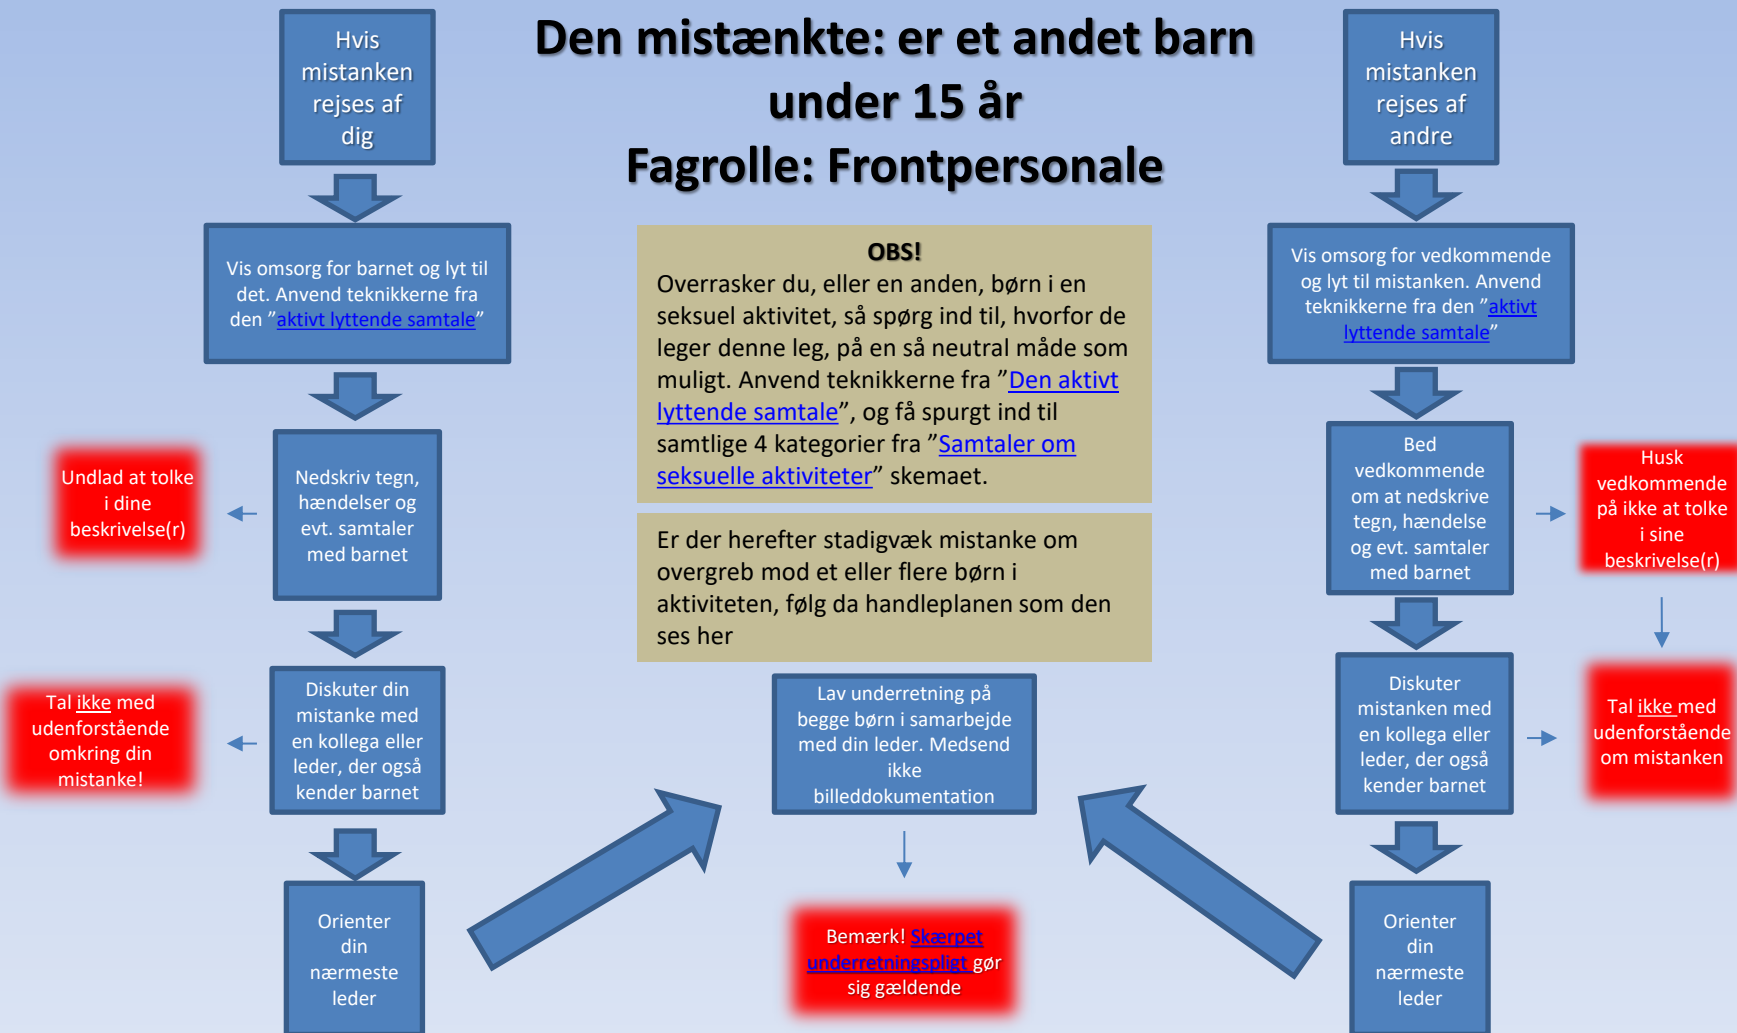 Den mistænkte: er et andet barn
under 15 år
Fagrolle: Frontpersonale
Hvis
mistanken
rejses af
dig
Vis omsorg for barnet og lyt til
det. Anvend teknikkerne fra
den ”aktivt lyttende samtale”
Nedskriv tegn,
hændelser og
evt. samtaler
med barnet
Undlad at tolke
i dine
beskrivelse(r)
Diskuter din
mistanke med
en kollega eller
leder, der også
kender barnet
Tal ikke med
udenforstående
omkring din
mistanke!
Orienter
din
nærmeste
leder
OBS!
Overrasker du, eller en anden, børn i en
seksuel aktivitet, så spørg ind til, hvorfor de
leger denne leg, på en så neutral måde som
muligt. Anvend teknikkerne fra ”Den aktivt
lyttende samtale”, og få spurgt ind til
samtlige 4 kategorier fra ”Samtaler om
seksuelle aktiviteter” skemaet.
Er der herefter stadigvæk mistanke om
overgreb mod et eller flere børn i
aktiviteten, følg da handleplanen som den
ses her
Lav underretning på
begge børn i samarbejde
med din leder. Medsend
ikke
billeddokumentation
Bemærk! Skærpet
underretningspligt gør
sig gældende
Hvis
mistanken
rejses af
andre
Vis omsorg for vedkommende
og lyt til mistanken. Anvend
teknikkerne fra den ”aktivt
lyttende samtale”
Bed
vedkommende
om at nedskrive
tegn, hændelse
og evt. samtaler
med barnet
Husk
vedkommende
på ikke at tolke
i sine
beskrivelse(r)
Diskuter
mistanken med
en kollega eller
leder, der også
kender barnet
Tal ikke med
udenforstående
om mistanken
Orienter
din
nærmeste
leder